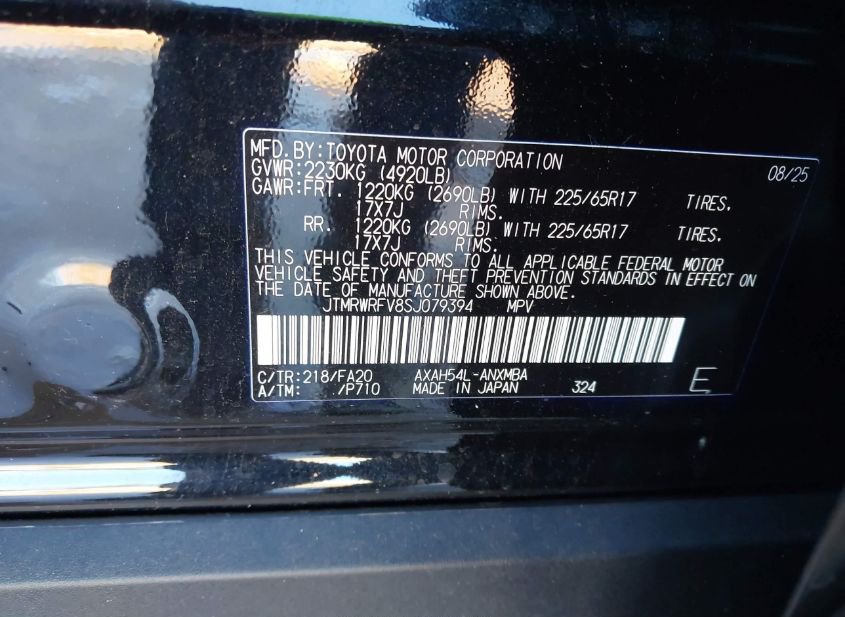 MFD.BY:TOYOTA MOTOR CORPORATION 08/25
GVWR:2230KG (4920LB)
GAWR:FRT. 1220KG (2690LB) WITH 225/65R17 TIRES.
17X7J RIMS.
RR. 1220KG (2690LB) WITH 225/65R17 TIRES.
17X7J RIMS.
THIS VEHICLE CONFORMS TO ALL APPLICABLE FEDERAL MOTOR
VEHICLE SAFETY AND THEFT PREVENTION STANDARDS IN EFFECT ON
THE DATE OF MANUFACTURE SHOWN ABOVE.
JTMRWRFV8SJ079394 MPV
C/TR:218/FA20 AXAH54L-ANXMBA
A/TM: /P710 MADE IN JAPAN 324 E